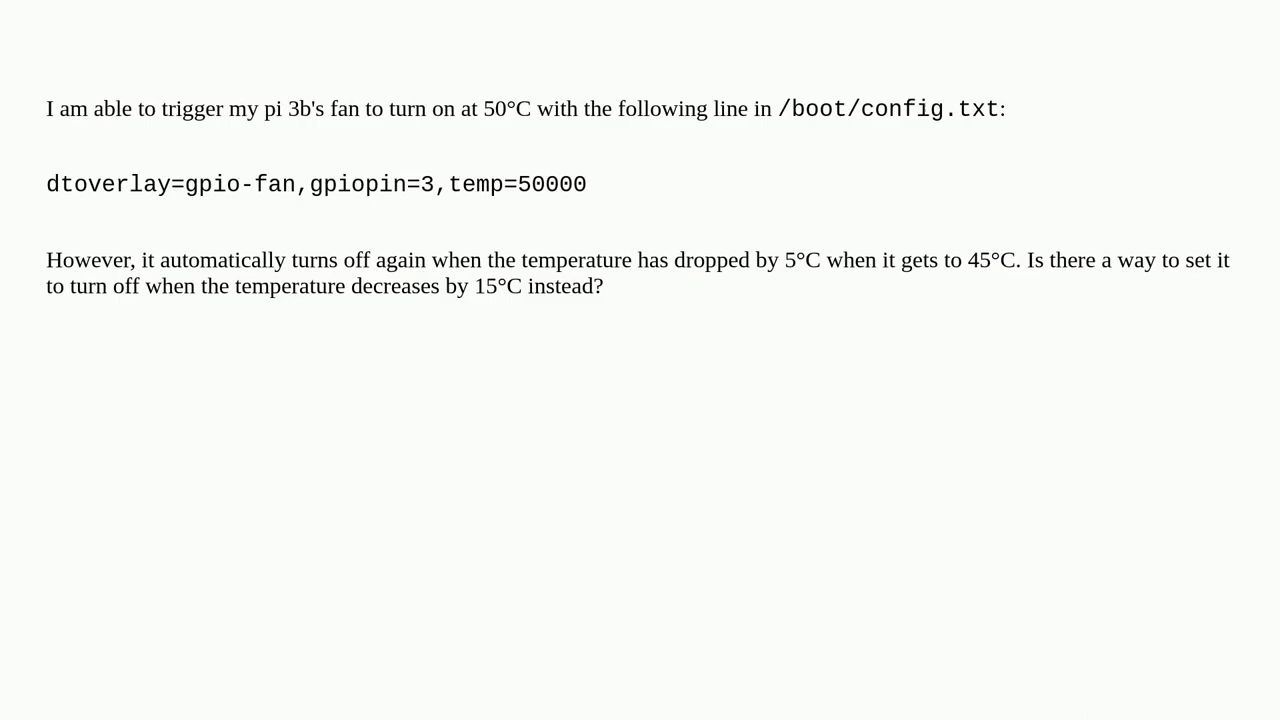 I am able to trigger my pi 3b's fan to turn on at 50°C with the following line in /boot/config.txt:
dtoverlay=gpio-fan,gpiopin=3,temp=50000
However, it automatically turns off again when the temperature has dropped by 5°C when it gets to 45°C. Is there a way to set it
to turn off when the temperature decreases by 15°C instead?